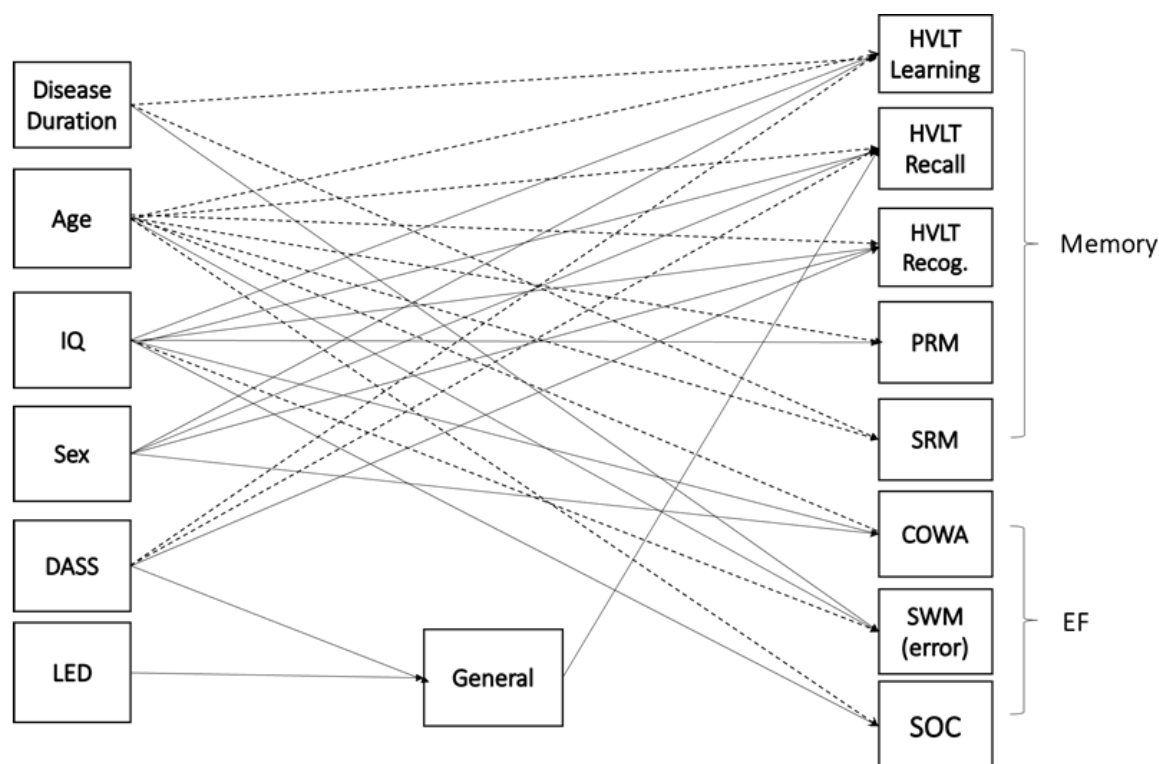 Disease
Duration
Age
IQ
Sex
DASS
LED
General
HVLT
Learning
HVLT
Recall
HVLT
Recog.
PRM
SRM
COWA
SWM
(error)
SOC
Memory
EF